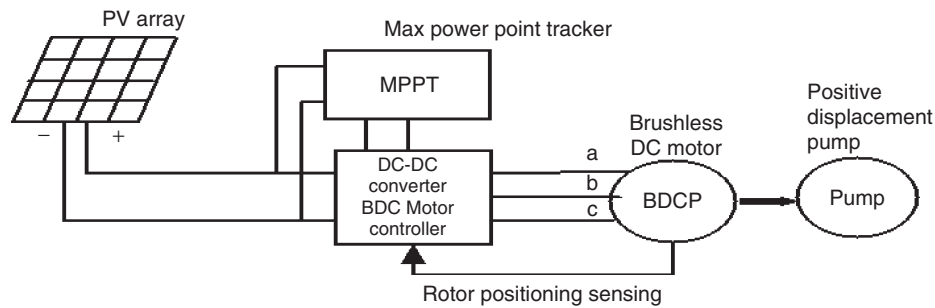 PV array
Max power point tracker
MPPT
− +
Positive
displacement
pump
Brushless
DC motor
DC-DC
converter
BDC Motor
controller
a
b
c
BDCP
Pump
Rotor positioning sensing